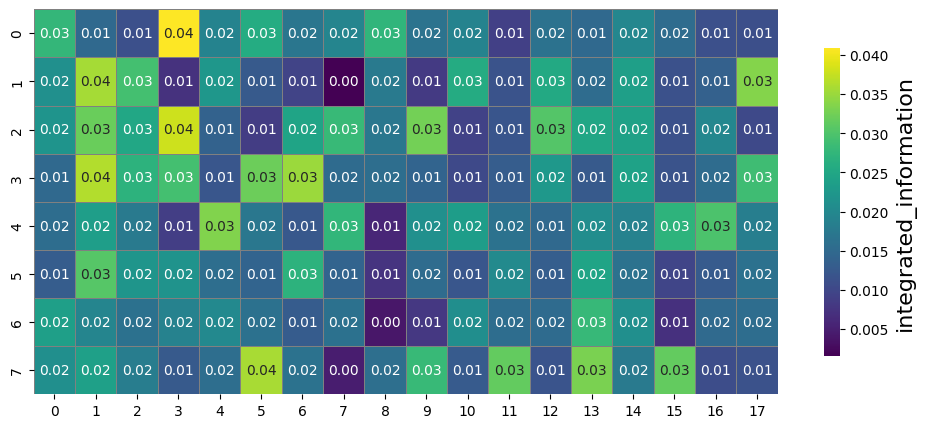 0 0.03 0.01 0.01 0.04 0.02 0.03 0.02 0.02 0.03 0.02 0.02 0.01 0.02 0.01 0.02 0.02 0.01 0.01
1 0.02 0.04 0.03 0.01 0.02 0.01 0.01 0.00 0.02 0.01 0.03 0.01 0.03 0.02 0.02 0.01 0.01 0.03
2 0.02 0.03 0.03 0.04 0.01 0.01 0.02 0.03 0.02 0.03 0.01 0.01 0.03 0.02 0.02 0.01 0.02 0.01
3 0.01 0.04 0.03 0.03 0.01 0.03 0.03 0.02 0.02 0.01 0.01 0.01 0.02 0.01 0.02 0.01 0.02 0.03
4 0.02 0.02 0.02 0.01 0.03 0.02 0.01 0.03 0.01 0.02 0.02 0.02 0.01 0.02 0.02 0.03 0.03 0.02
5 0.01 0.03 0.02 0.02 0.02 0.01 0.03 0.01 0.01 0.02 0.01 0.02 0.01 0.02 0.02 0.01 0.01 0.02
6 0.02 0.02 0.02 0.02 0.02 0.02 0.01 0.02 0.00 0.01 0.02 0.02 0.02 0.03 0.02 0.01 0.02 0.02
7 0.02 0.02 0.02 0.01 0.02 0.04 0.02 0.00 0.02 0.03 0.01 0.03 0.01 0.03 0.02 0.03 0.01 0.01
0 1 2 3 4 5 6 7 8 9 10 11 12 13 14 15 16 17
0.040
0.035
0.030
0.025
0.020
0.015
0.010
0.005
integrated_information